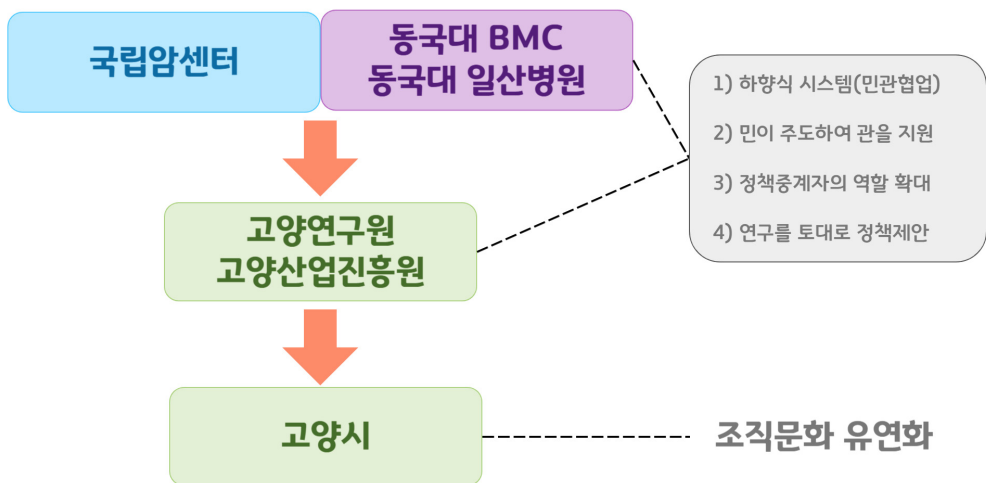 국립암센터
동국대 BMC
동국대 일산병원
1) 하향식 시스템(민관협업)
2) 민이 주도하여 관을 지원
3) 정책중계자의 역할 확대
4) 연구를 토대로 정책제안
고양연구원
고양산업진흥원
고양시
조직문화 유연화